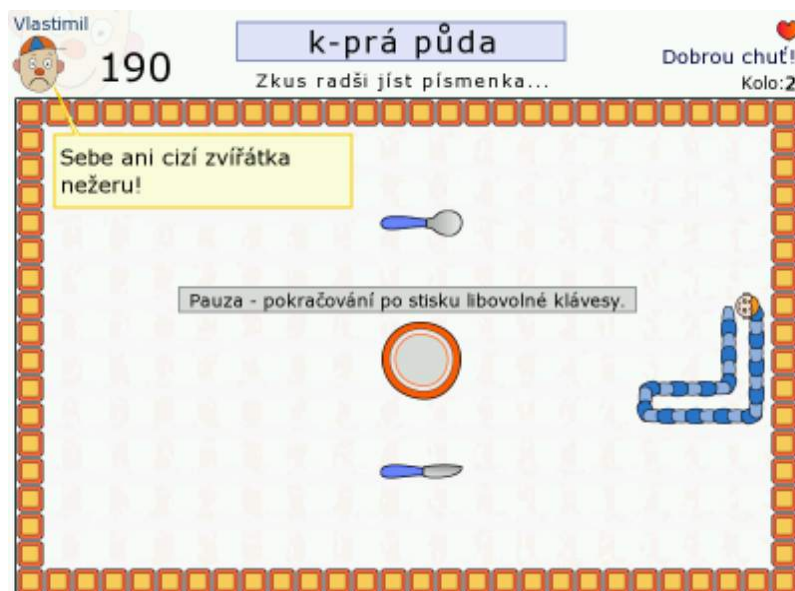 Vlastimil
190
k-prá půda
Zkus radši jíst písmenka...
Dobrou chuť!
Kolo:2
Sebe ani cizí zvířátka
nežeru!
Pauza - pokračování po stisku libovolné klávesy.